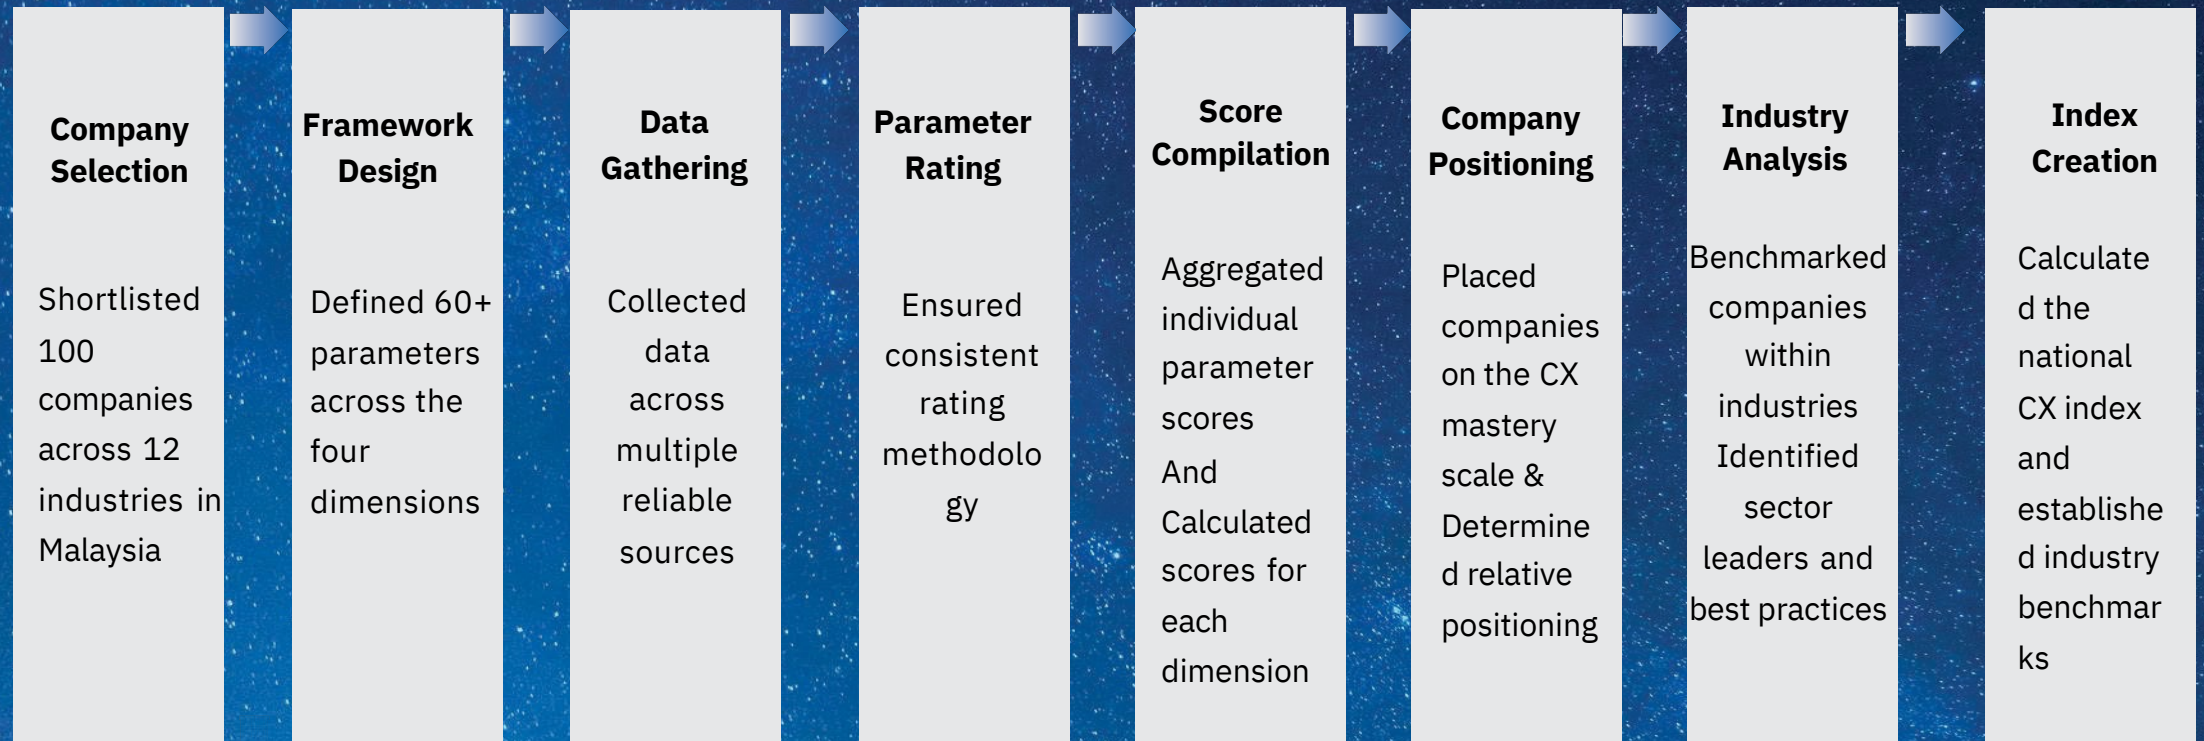 Company
Selection
Shortlisted
100
companies
across 12
industries in
Malaysia
Framework
Design
Defined 60+
parameters
across the
four
dimensions
Data
Gathering
Collected
data
across
multiple
reliable
sources
Parameter
Rating
Ensured
consistent
rating
methodolo
gy
Score
Compilation
Aggregated
individual
parameter
scores
And
Calculated
scores for
each
dimension
Company
Positioning
Placed
companies
on the CX
mastery
scale &
Determine
d relative
positioning
Industry
Analysis
Benchmarked
companies
within
industries
Identified
sector
leaders and
best practices
Index
Creation
Calculate
d the
national
CX index
and
establishe
d industry
benchmar
ks